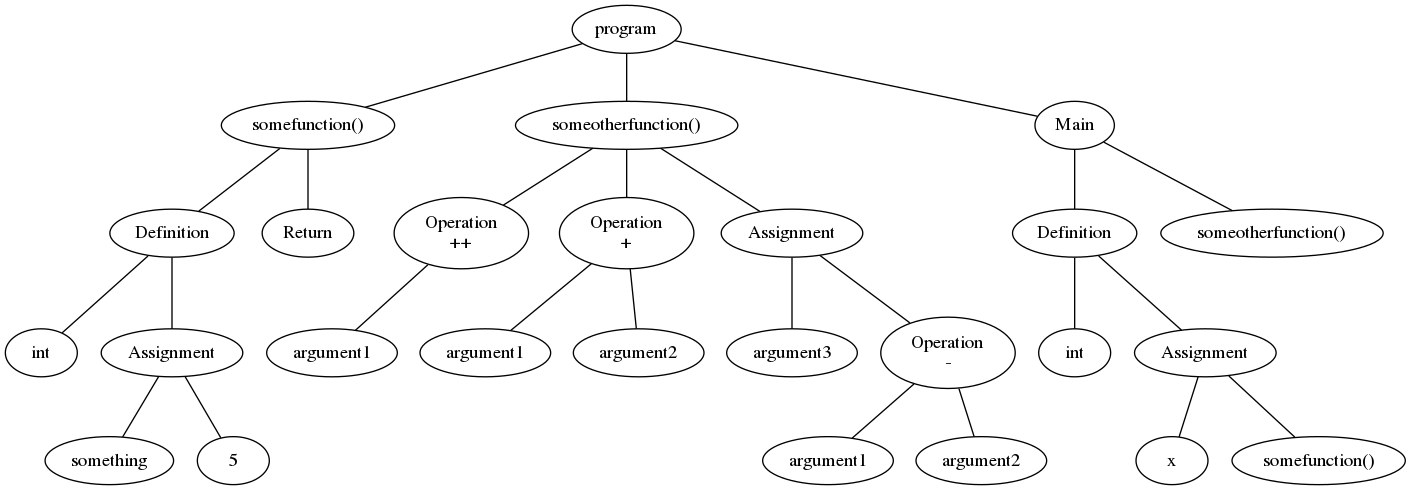 program
somefunction()
someotherfunction()
Main
Definition
Return
Operation
++
Operation
+
Assignment
Definition
someotherfunction()
int
Assignment
argument1
argument1
argument2
argument3
Operation
-
int
Assignment
something
5
argument1
argument2
x
somefunction()